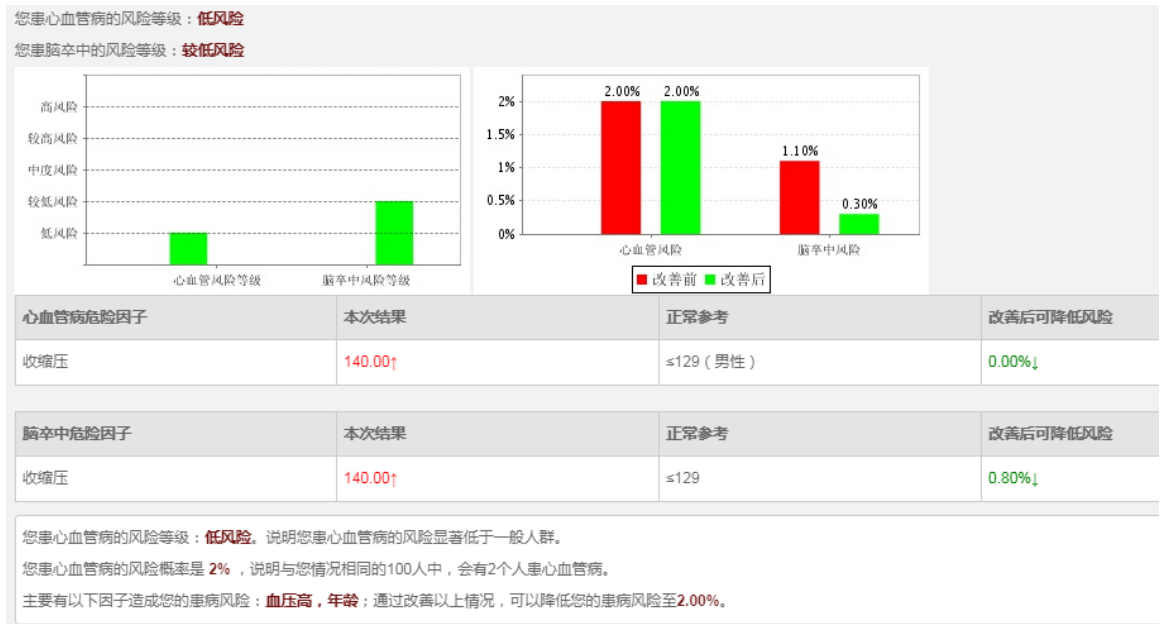 您患心血管病的风险等级：低风险
您患脑卒中的风险等级：较低风险
高风险
较高风险
中度风险
较低风险
低风险
心血管风险等级 脑卒中风险等级
2%
1.5%
1%
0.5%
0%
2.00% 2.00%
1.10%
0.30%
心血管风险 脑卒中风险
改善前 改善后
心血管病危险因子 本次结果 正常参考 改善后可降低风险
收缩压 140.00↑ ≤129（男性） 0.00%↓
脑卒中危险因子 本次结果 正常参考 改善后可降低风险
收缩压 140.00↑ ≤129 0.80%↓
您患心血管病的风险等级：低风险。说明您患心血管病的风险显著低于一般人群。
您患心血管病的风险概率是 2% ，说明与您情况相同的100人中，会有2个人患心血管病。
主要有以下因子造成您的患病风险：血压高，年龄；通过改善以上情况，可以降低您的患病风险至2.00%。